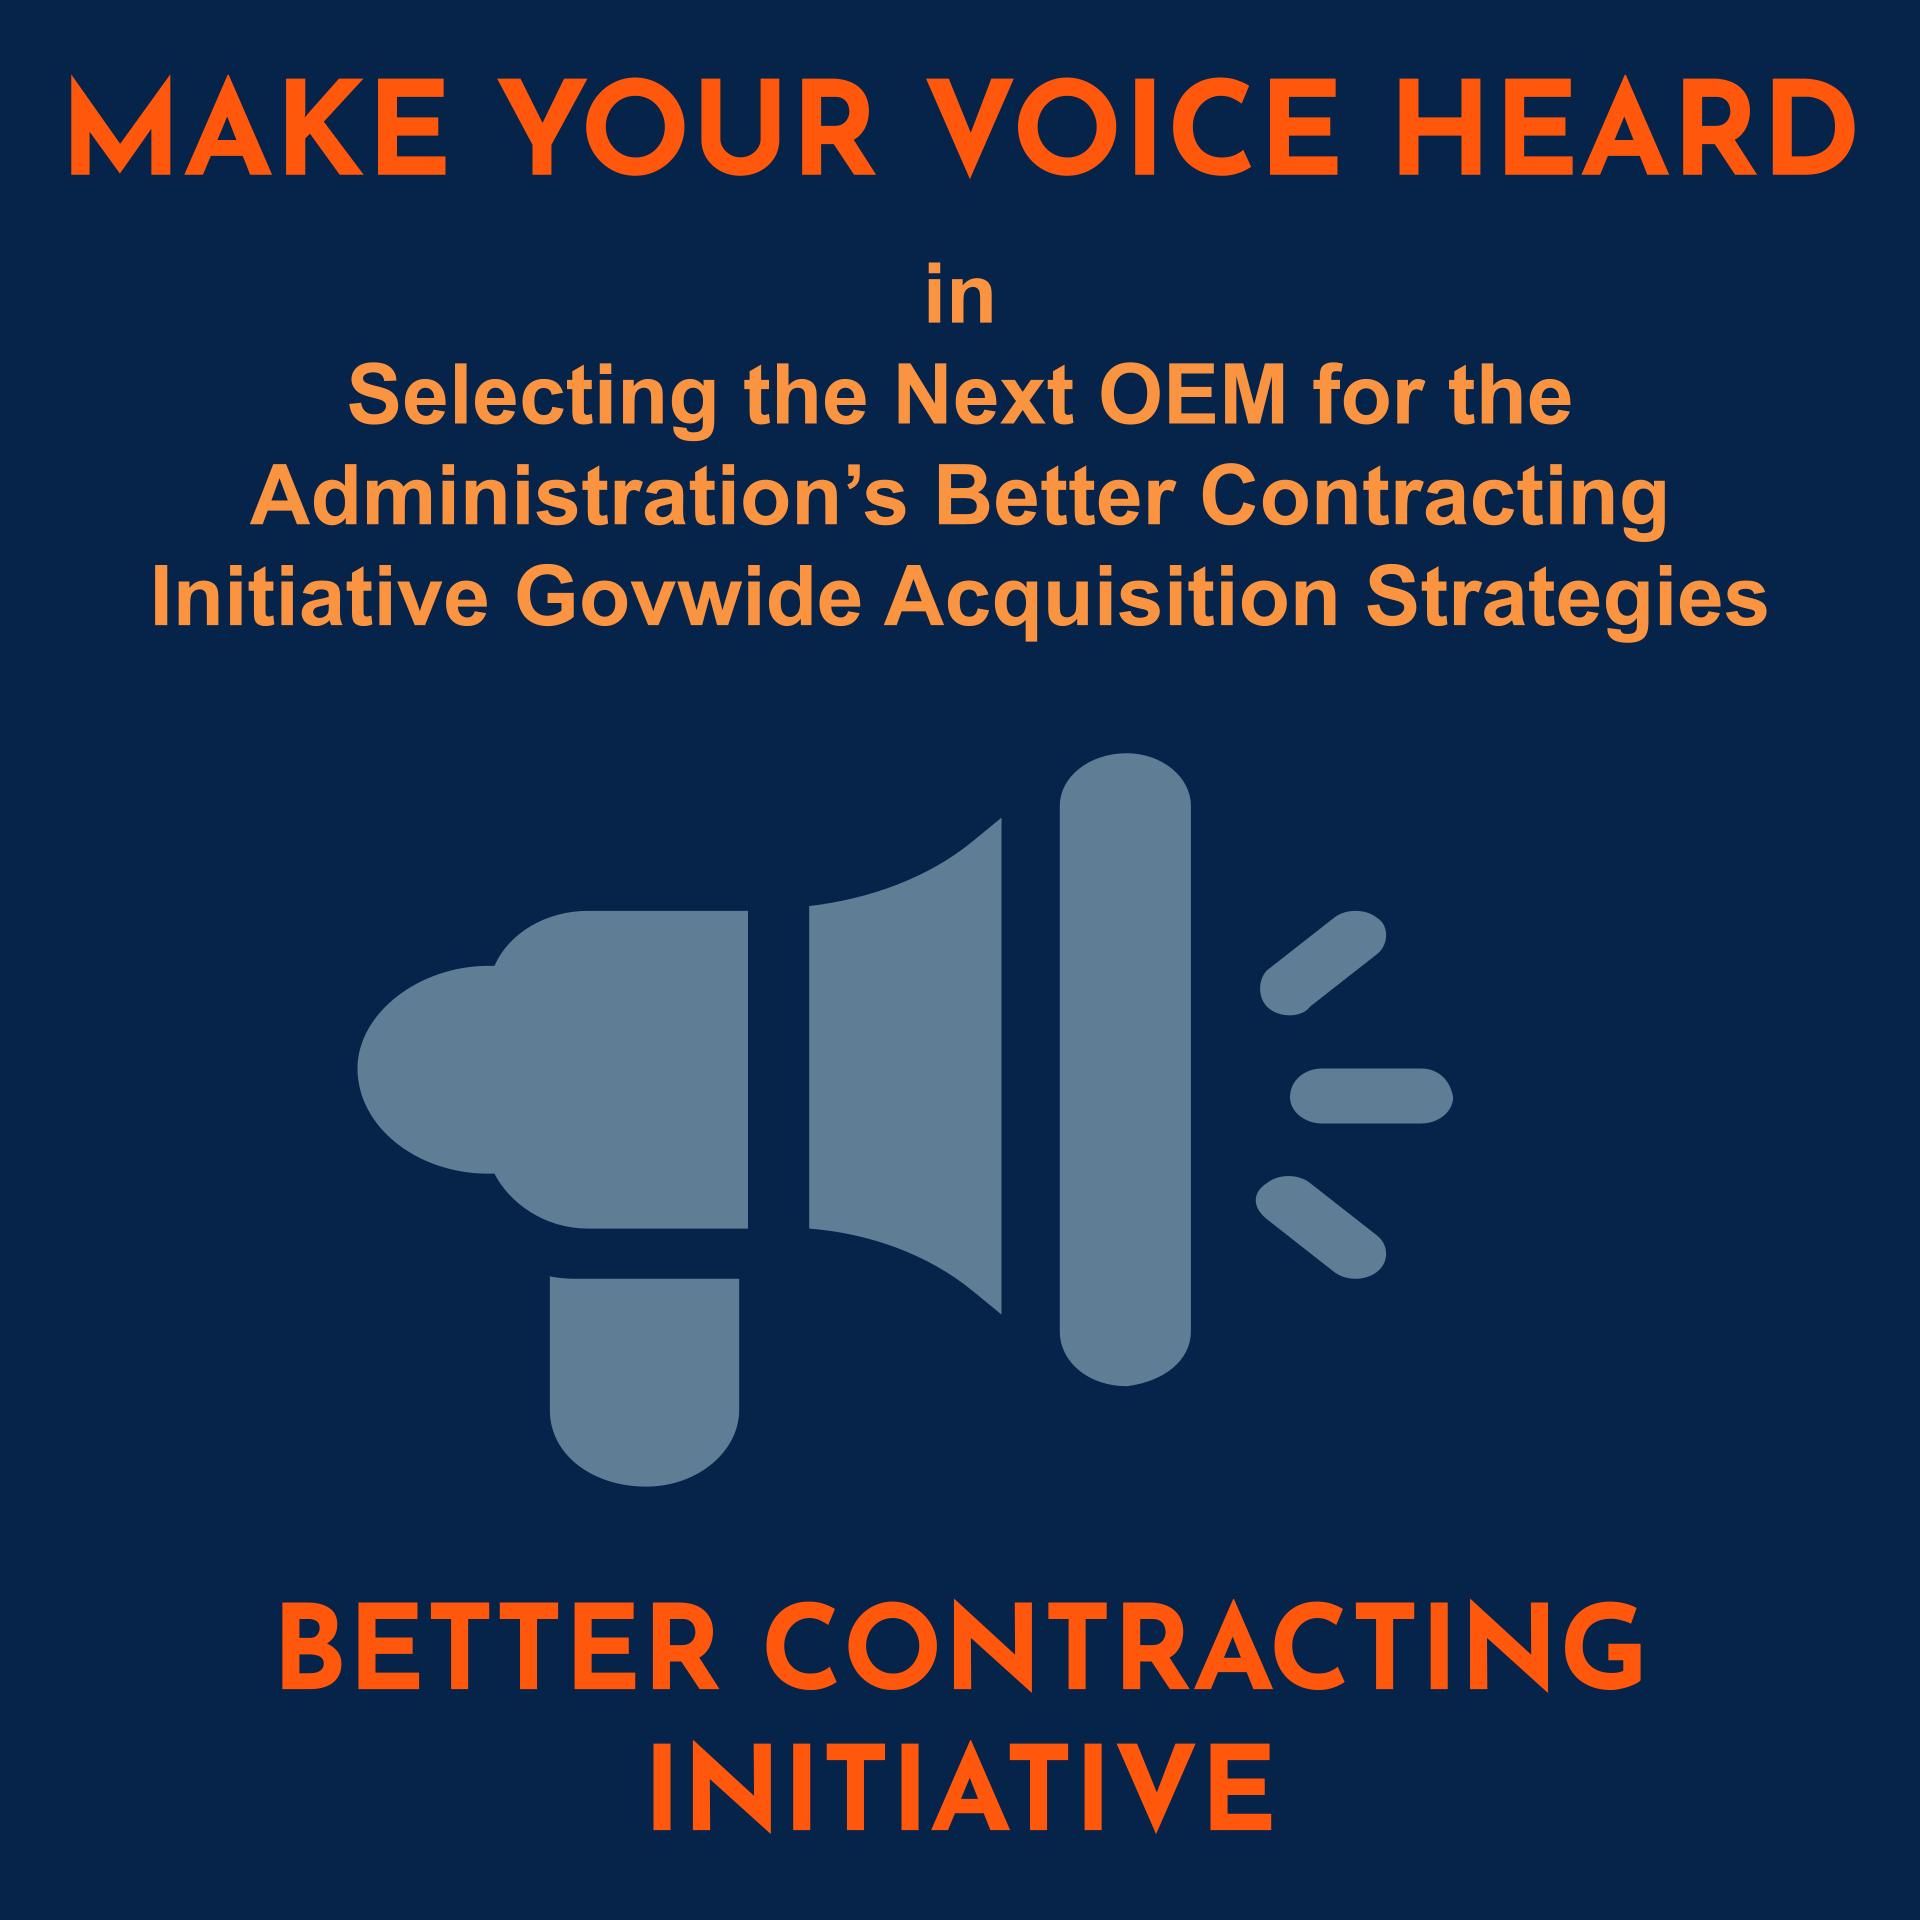 MAKE YOUR VOICE HEARD
in
Selecting the Next OEM for the
Administration’s Better Contracting
Initiative Govwide Acquisition Strategies
BETTER CONTRACTING
INITIATIVE